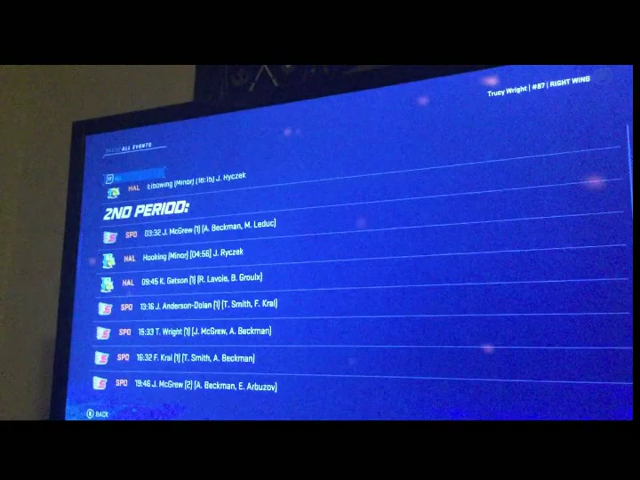 Trucy Wright | #87 | RIGHT WING
ALL EVENTS
HAL Elbowing (Minor) J. Ryczek
2ND PERIOD:
SPO 03:32 J. McGrew (1) (A. Beckman, M. Leduc)
HAL Hooking (Minor) (04:56) J. Ryczek
HAL 09:45 K. Getson (1) (R. Lavoie, B. Groulx)
SPO 13:16 J. Anderson-Dolan (1) (T. Smith, F. Kral)
SPO 15:33 T. Wright (1) (J. McGrew, A. Beckman)
SPO 16:32 F. Kral (1) (T. Smith, A. Beckman)
SPO 19:46 J. McGrew (2) (A. Beckman, E. Arbuzov)
BACK